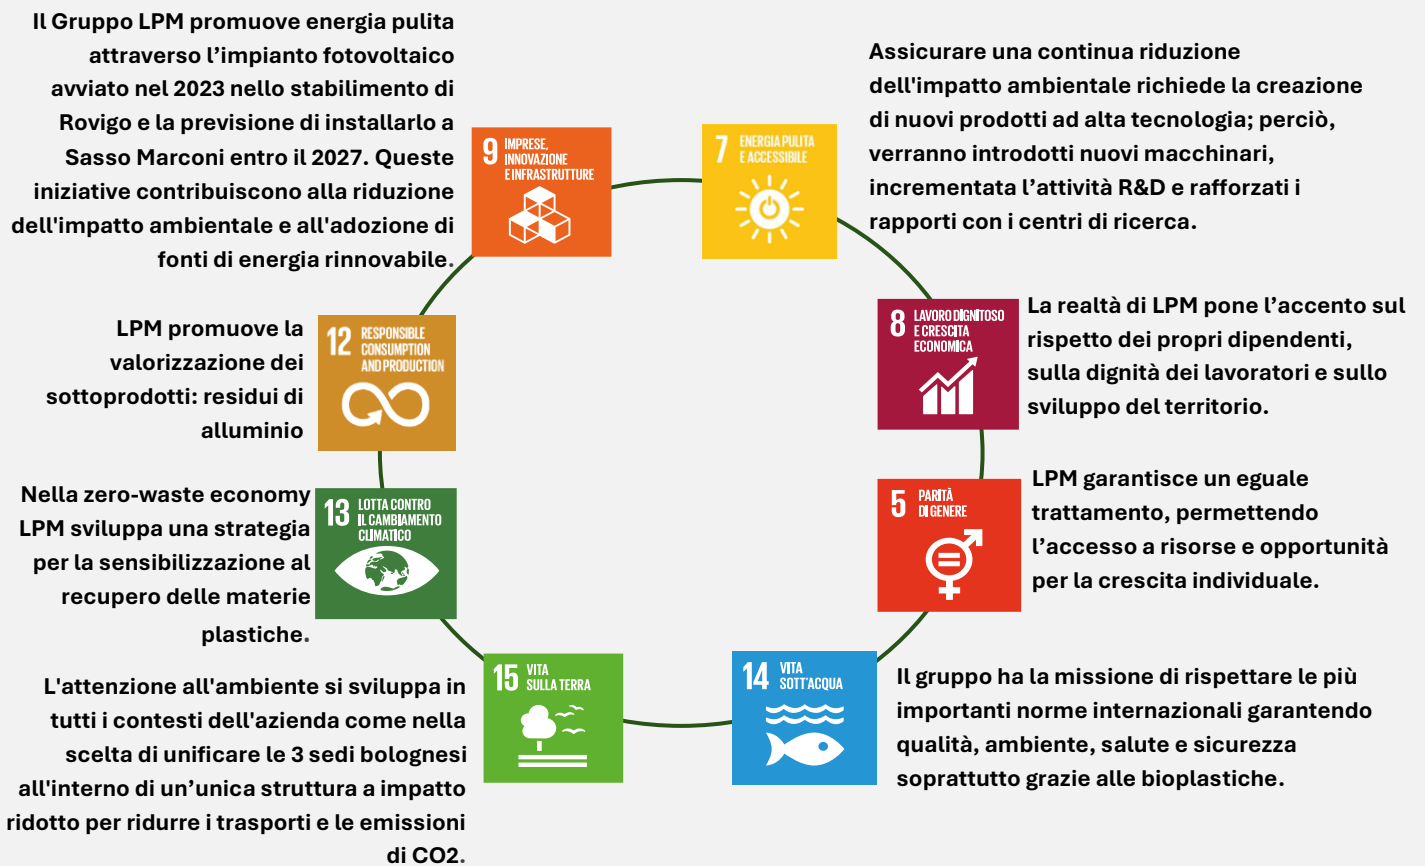 Il Gruppo LPM promuove energia pulita
attraverso l’impianto fotovoltaico
avviato nel 2023 nello stabilimento di
Rovigo e la previsione di installarlo a
Sasso Marconi entro il 2027. Queste
iniziative contribuiscono alla riduzione
dell'impatto ambientale e all'adozione di
fonti di energia rinnovabile.
9 IMPRESE,
INNOVAZIONE
E INFRASTRUTTURE
7 ENERGIA PULITA
E ACCESSIBILE
Assicurare una continua riduzione
dell'impatto ambientale richiede la creazione
di nuovi prodotti ad alta tecnologia; perciò,
verranno introdotti nuovi macchinari,
incrementata l’attività R&D e rafforzati i
rapporti con i centri di ricerca.
LPM promuove la
valorizzazione dei
sottoprodotti: residui di
alluminio
12 RESPONSIBLE
CONSUMPTION
AND PRODUCTION
8 LAVORO DIGNITOSO
E CRESCITA
ECONOMICA
La realtà di LPM pone l’accento sul
rispetto dei propri dipendenti,
sulla dignità dei lavoratori e sullo
sviluppo del territorio.
Nella zero-waste economy
LPM sviluppa una strategia
per la sensibilizzazione al
recupero delle materie
plastiche.
13 LOTTA CONTRO
IL CAMBIAMENTO
CLIMATICO
5 PARITÀ
DI GENERE
LPM garantisce un eguale
trattamento, permettendo
l’accesso a risorse e opportunità
per la crescita individuale.
L'attenzione all'ambiente si sviluppa in
tutti i contesti dell'azienda come nella
scelta di unificare le 3 sedi bolognesi
all'interno di un’unica struttura a impatto
ridotto per ridurre i trasporti e le emissioni
di CO2.
15 VITA
SULLA TERRA
14 VITA
SOTT'ACQUA
Il gruppo ha la missione di rispettare le più
importanti norme internazionali garantendo
qualità, ambiente, salute e sicurezza
soprattutto grazie alle bioplastiche.